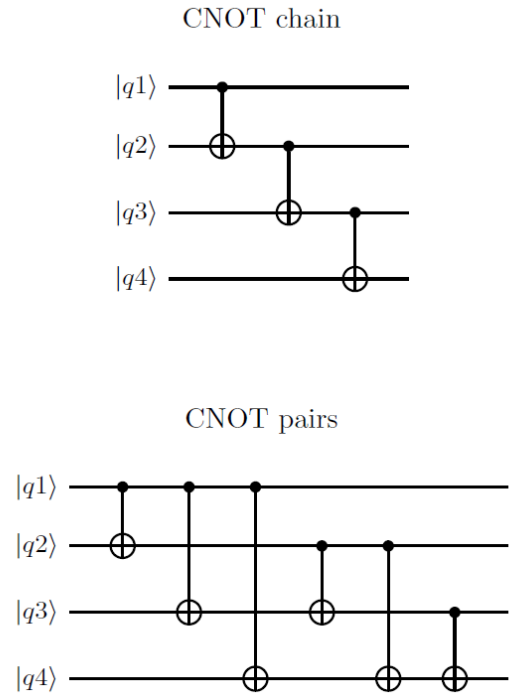 CNOT chain
|q1⟩
|q2⟩
|q3⟩
|q4⟩
CNOT pairs
|q1⟩
|q2⟩
|q3⟩
|q4⟩